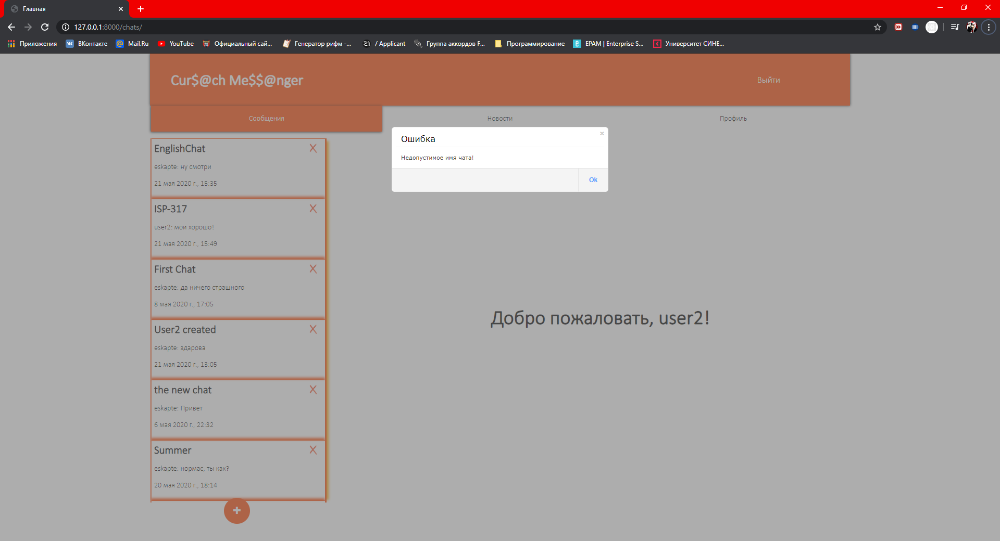 Главная
127.0.0.1:8000/chats/
Приложения
ВКонтакте
Mail.Ru
YouTube
Официальный сай...
Генератор рифм -...
/ Applicant
Группа аккордов F...
Программирование
EPAM | Enterprise S...
Университет СИНЕ...
Cur$@ch Me$$@nger
Выйти
Сообщения
Новости
Профиль
Ошибка
×
Недопустимое имя чата!
Ok
EnglishChat
X
eskapte: ну смотри
21 мая 2020 г., 15:35
ISP-317
X
user2: мои хорошо!
21 мая 2020 г., 15:49
First Chat
X
eskapte: да ничего страшного
8 мая 2020 г., 17:05
User2 created
X
eskapte: здарова
21 мая 2020 г., 13:05
the new chat
X
eskapte: Привет
6 мая 2020 г., 22:32
Summer
X
eskapte: нормас, ты как?
20 мая 2020 г., 18:14
+
Добро пожаловать, user2!